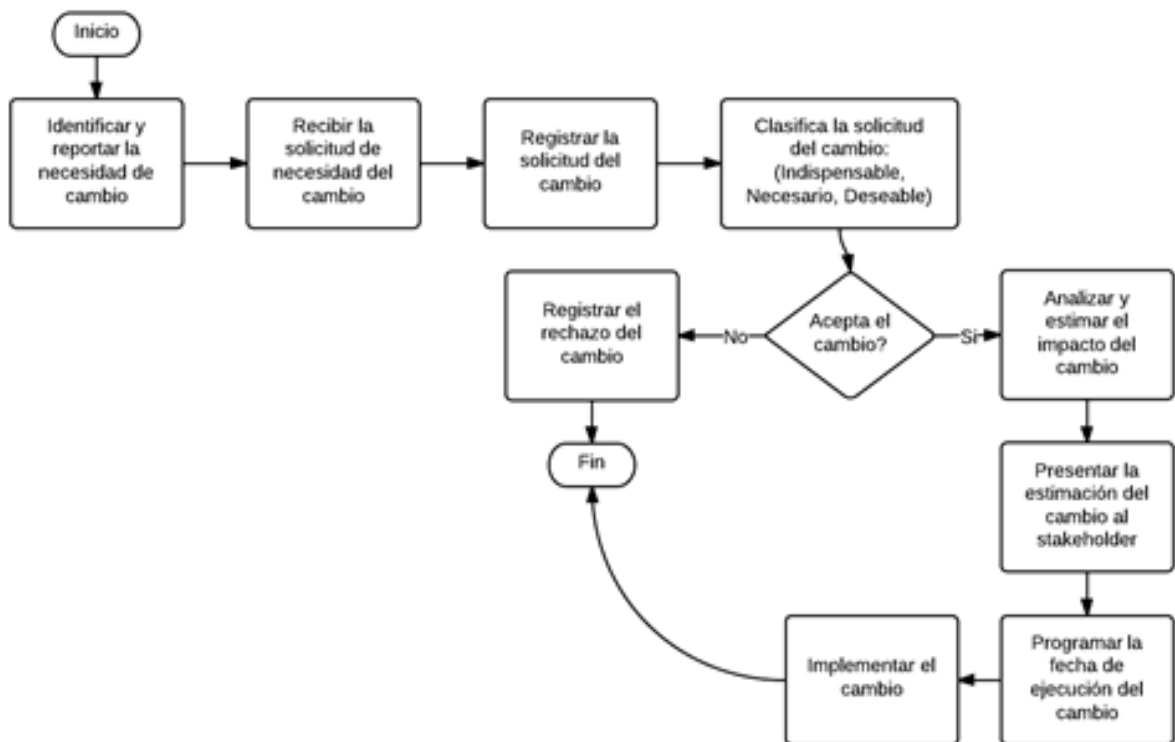 Inicio
Identificar y
reportar la
necesidad de
cambio
Recibir la
solicitud de
necesidad del
cambio
Registrar la
solicitud del
cambio
Clasifica la solicitud
del cambio:
(Indispensable,
Necesario, Deseable)
Acepta el
cambio?
No
Si
Registrar el
rechazo del
cambio
Fin
Analizar y
estimar el
impacto del
cambio
Presentar la
estimación del
cambio al
stakeholder
Programar la
fecha de
ejecución del
cambio
Implementar el
cambio